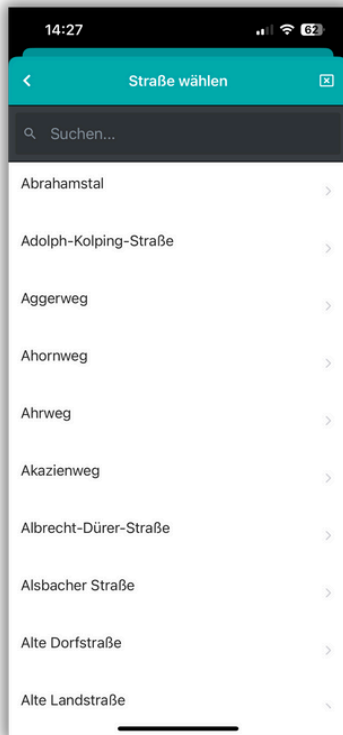 14:27
62
Straße wählen
Suchen...
Abrahamstal
Adolph-Kolping-Straße
Aggerweg
Ahornweg
Ahrweg
Akazienweg
Albrecht-Dürer-Straße
Alsbacher Straße
Alte Dorfstraße
Alte Landstraße